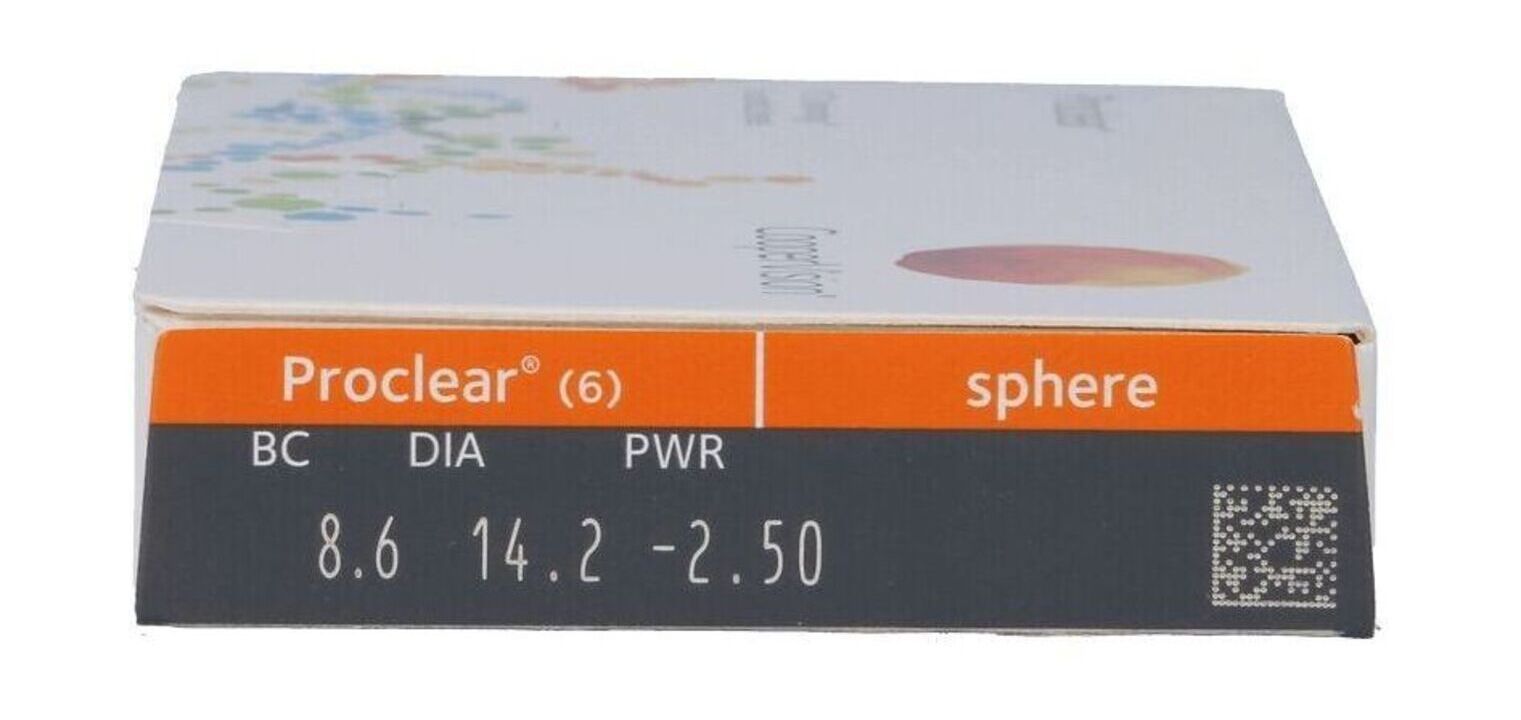 CooperVision
Proclear® (6)
sphere
BC DIA PWR
8.6 14.2 -2.50